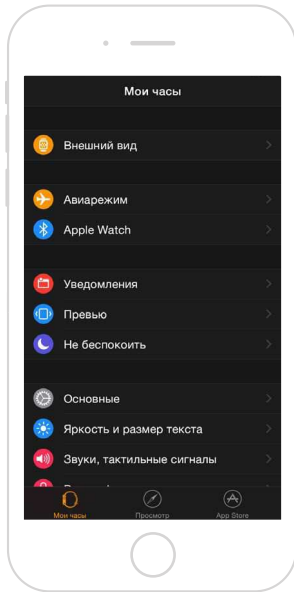 Мои часы
Внешний вид
Авиарежим
Apple Watch
Уведомления
Превью
Не беспокоить
Основные
Яркость и размер текста
Звуки, тактильные сигналы
Мои часы
Просмотр
App Store